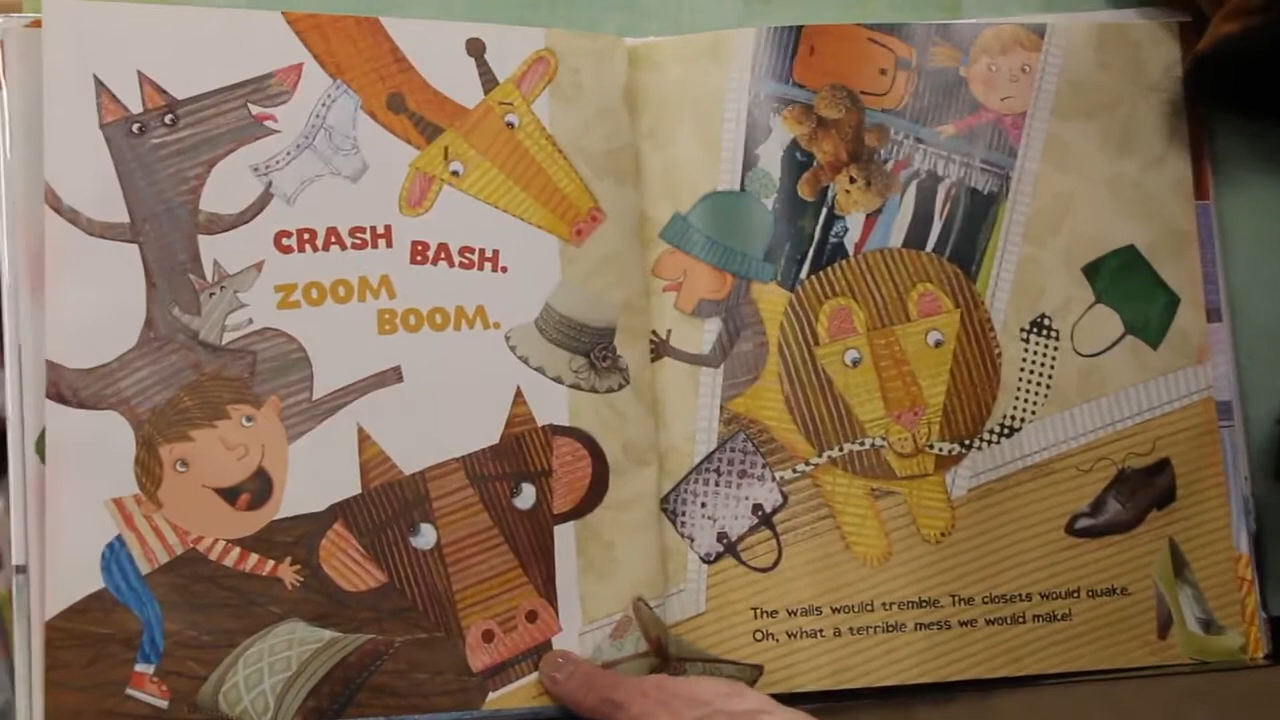 CRASH BASH.
ZOOM
BOOM.
The walls would tremble. The closets would quake.
Oh, what a terrible mess we would make!